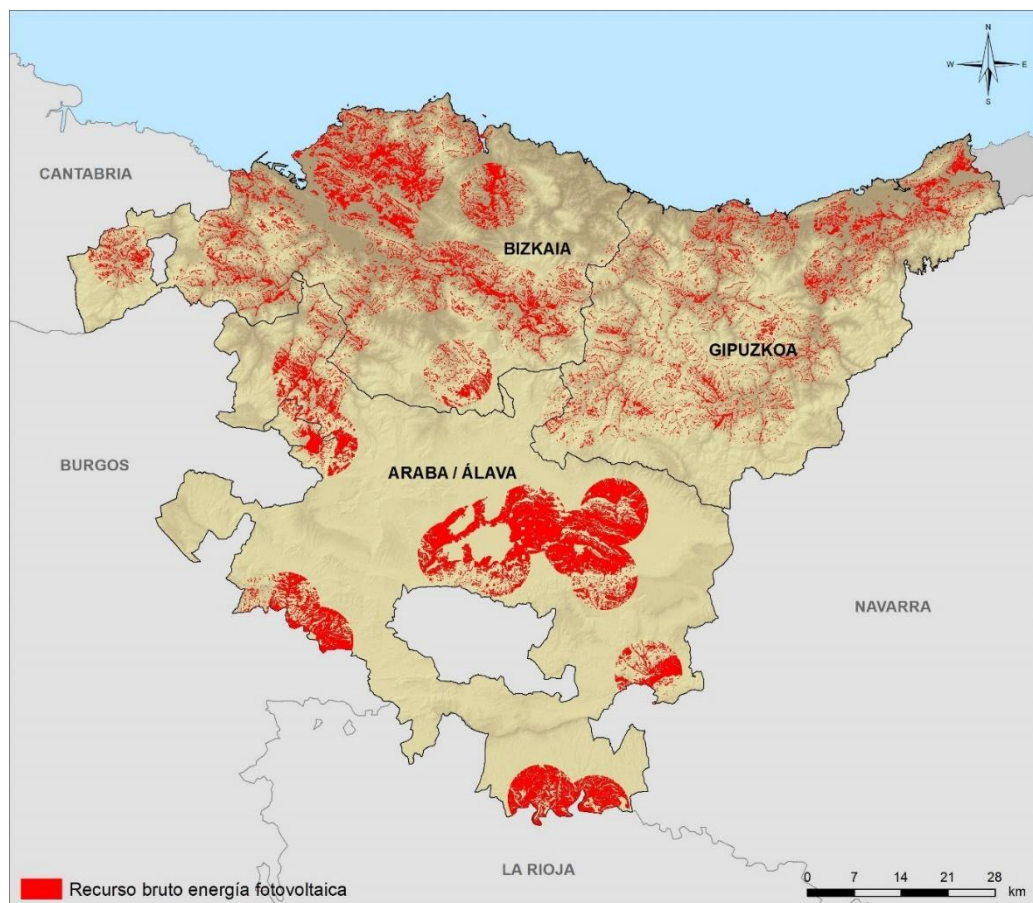 N
W E
S
CANTABRIA
BIZKAIA
GIPUZKOA
BURGOS
ARABA / ÁLAVA
NAVARRA
LA RIOJA
Recurso bruto energía fotovoltaica
0 7 14 21 28
km